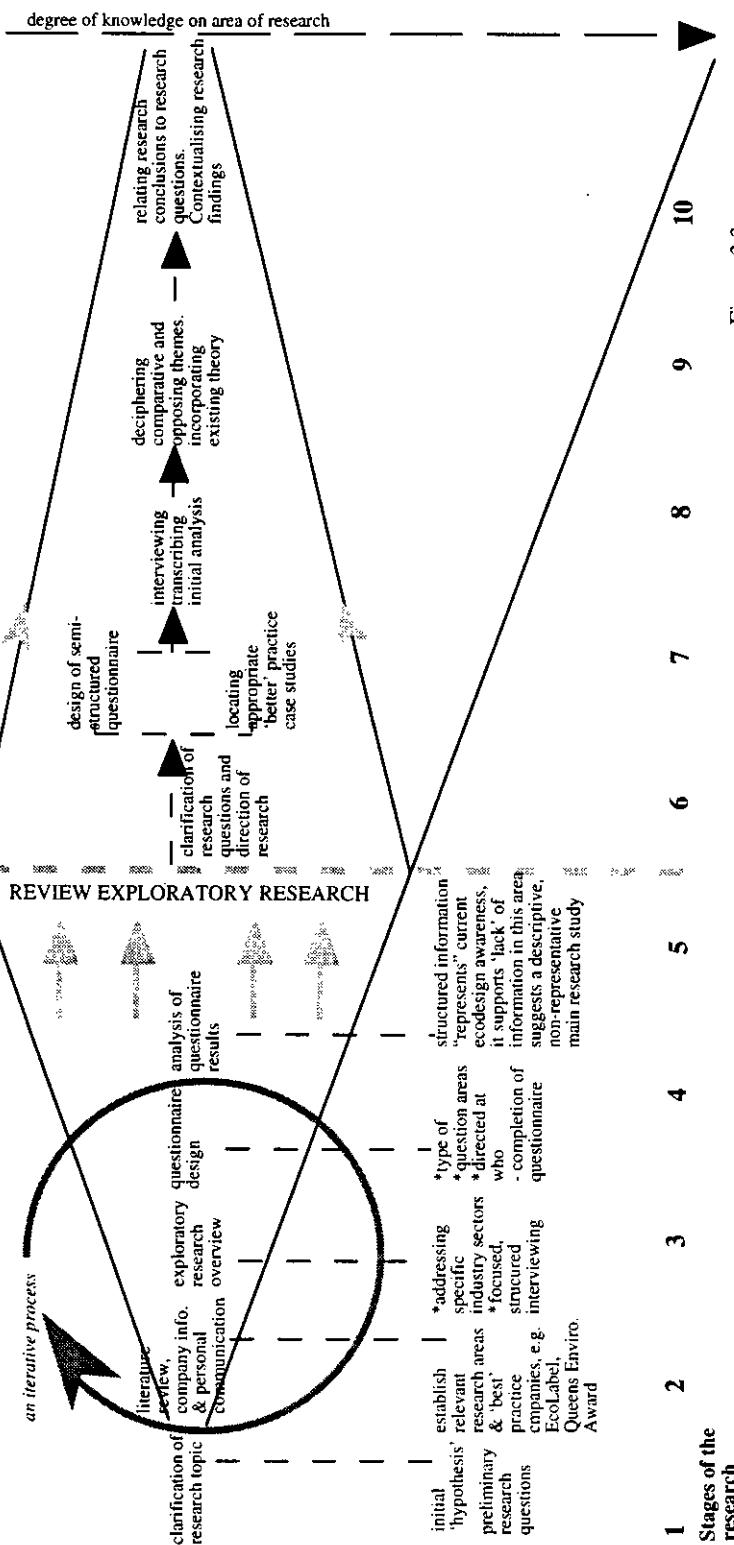 degree of knowledge on area of research
an iterative process
clarification of
research topic
literature
review,
company info.
& personal
communication
exploratory
research
overview
questionnaire
design
analysis of
questionnaire
results
REVIEW EXPLORATORY RESEARCH
clarification of
research
questions and
direction of
research
design of semi-
structured
questionnaire
locating
appropriate
'better' practice
case studies
interviewing
transcribing
initial analysis
deciphering
comparative and
opposing themes.
incorporating
existing theory
relating research
conclusions to research
questions.
Contextualising research
findings
initial
'hypothesis'
preliminary
research
questions
establish
relevant
research areas
& 'best'
practice
cmpanies, e.g.
EcoLabel,
Queens Enviro.
Award
*addressing
specific
industry sectors
*focused,
strucured
interviewing
*type of
*question areas
*directed at
who
- completion of
questionnaire
structured information
"represents" current
ecodesign awareness,
it supports 'lack' of
information in this area
suggests a descriptive,
non-representative
main research study
1 2 3 4 5 6 7 8 9 10
Stages of the
research